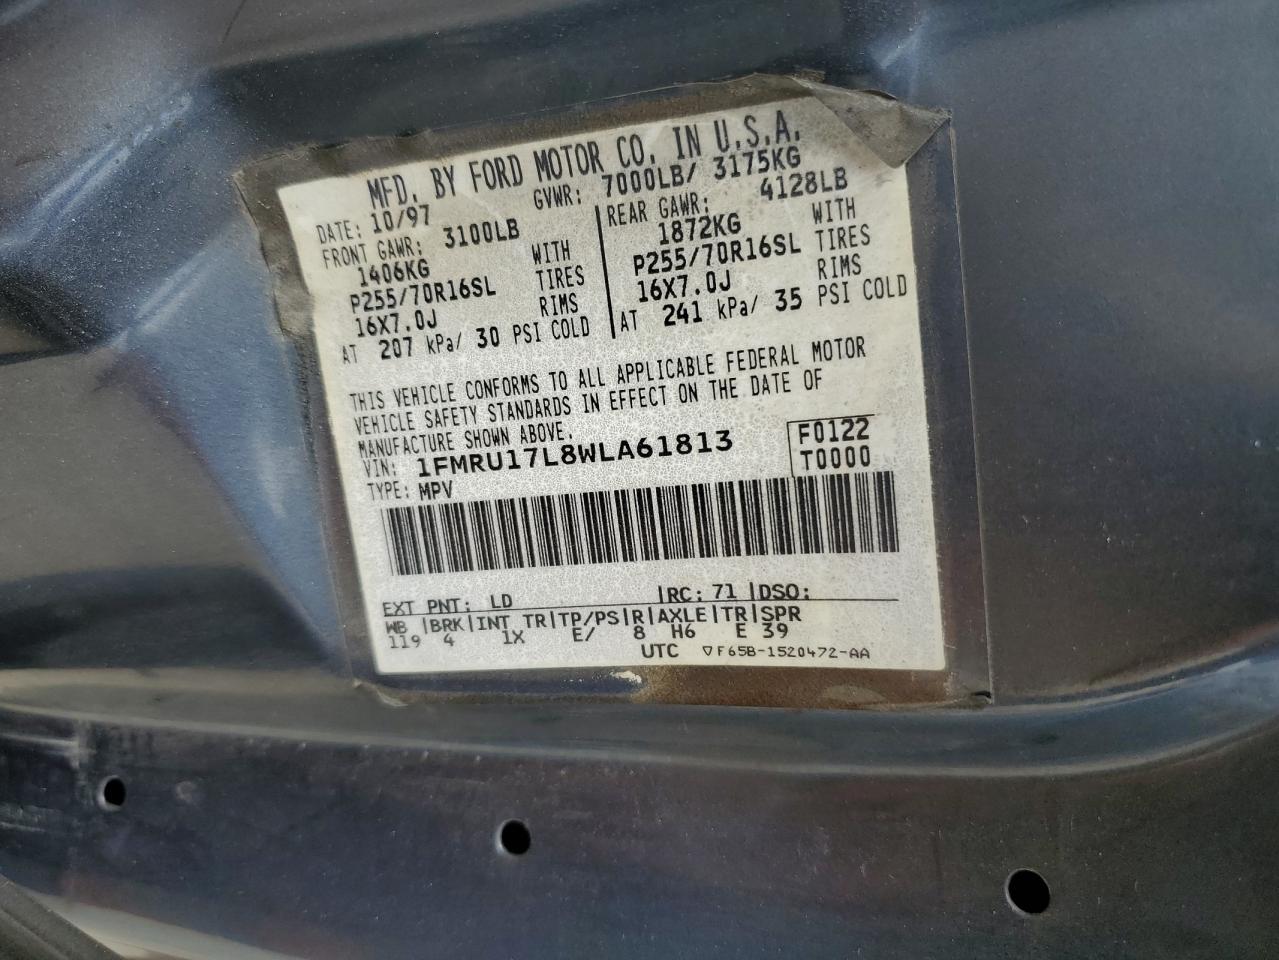 MFD. BY FORD MOTOR CO. IN U.S.A.
DATE: 10/97 GVWR: 7000LB/ 3175KG
FRONT GAWR: 3100LB
1406KG WITH
P255/70R16SL TIRES
16X7.0J RIMS
AT 207 kPa/ 30 PSI COLD
REAR GAWR: 4128LB
1872KG WITH
P255/70R16SL TIRES
16X7.0J RIMS
AT 241 kPa/ 35 PSI COLD
THIS VEHICLE CONFORMS TO ALL APPLICABLE FEDERAL MOTOR
VEHICLE SAFETY STANDARDS IN EFFECT ON THE DATE OF
MANUFACTURE SHOWN ABOVE.
VIN: 1FMRU17L8WLA61813
TYPE: MPV
F0122
T0000
EXT PNT: LD |RC: 71 |DSO:
WB |BRK|INT TR|TP/PS|R|AXLE|TR|SPR
119 4 1X E/ 8 H6 E 39
UTC ▽F65B-1520472-AA